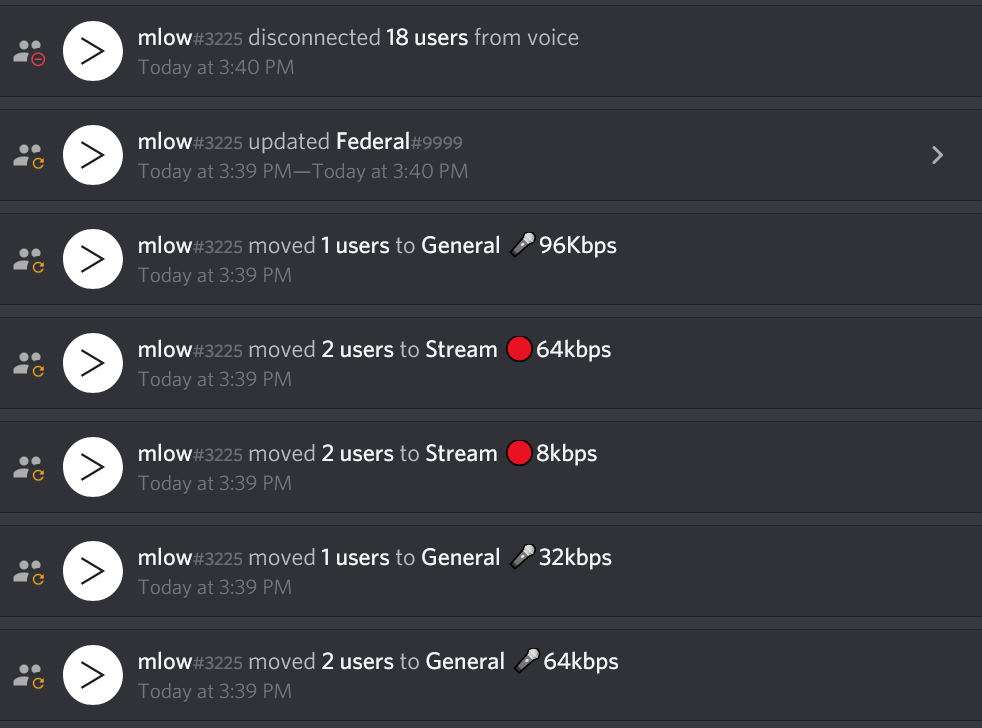 mlow#3225 disconnected 18 users from voice
Today at 3:40 PM
mlow#3225 updated Federal#9999
Today at 3:39 PM—Today at 3:40 PM
mlow#3225 moved 1 users to General 🎤96Kbps
Today at 3:39 PM
mlow#3225 moved 2 users to Stream 🔴64kbps
Today at 3:39 PM
mlow#3225 moved 2 users to Stream 🔴8kbps
Today at 3:39 PM
mlow#3225 moved 1 users to General 🎤32kbps
Today at 3:39 PM
mlow#3225 moved 2 users to General 🎤64kbps
Today at 3:39 PM